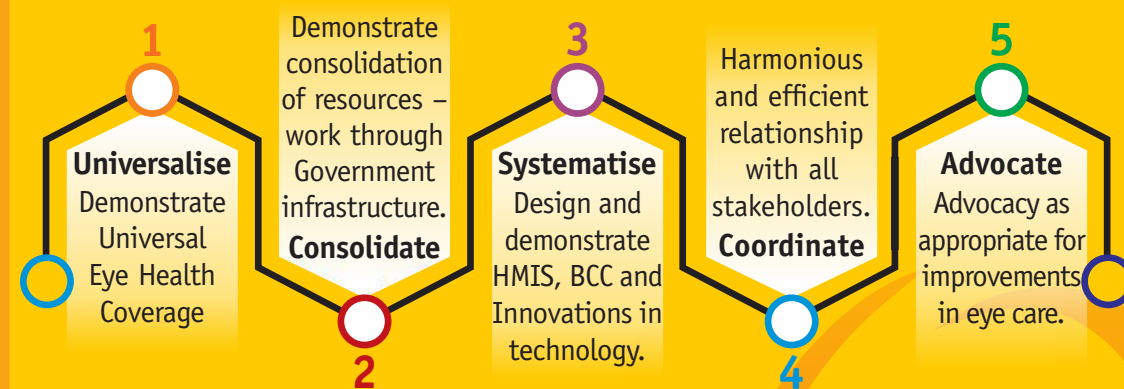 1
Universalise
Demonstrate
Universal
Eye Health
Coverage
Demonstrate
consolidation
of resources –
work through
Government
infrastructure.
Consolidate
2
3
Systematise
Design and
demonstrate
HMIS, BCC and
Innovations in
technology.
Harmonious
and efficient
relationship
with all
stakeholders.
Coordinate
4
5
Advocate
Advocacy as
appropriate for
improvements
in eye care.